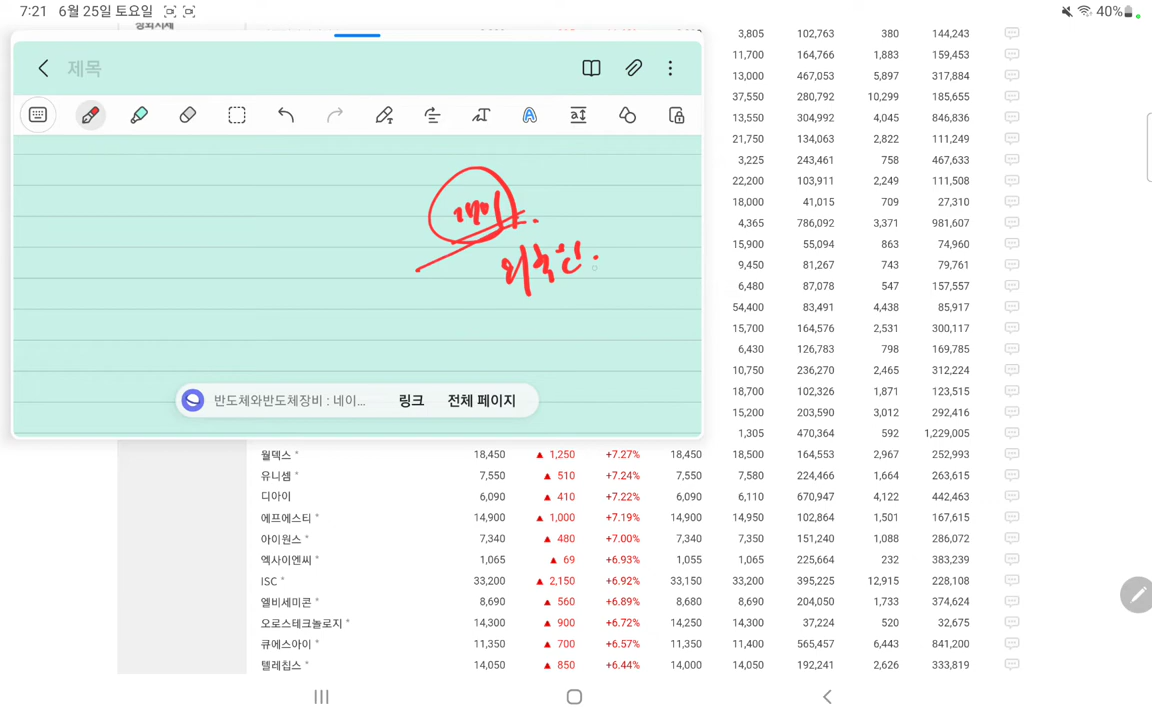 7:21 6월 25일 토요일 40%
3,805 102,763 380 144,243
제목
11,700 164,766 1,883 159,453
13,000 467,053 5,897 317,884
37,550 280,792 10,299 185,655
13,550 304,992 4,045 846,836
21,750 134,063 2,822 111,249
3,225 243,461 758 467,633
22,200 103,911 2,249 111,508
18,000 41,015 709 27,310
4,365 786,092 3,371 981,607
15,900 55,094 863 74,960
외국인.
9,450 81,267 743 79,761
6,480 87,078 547 157,557
54,400 83,491 4,438 85,917
15,700 164,576 2,531 300,117
6,430 126,783 798 169,785
10,750 236,270 2,465 312,224
18,700 102,326 1,871 123,515
반도체와반도체장비 : 네이... 링크 전체 페이지
15,200 203,590 3,012 292,416
1,305 470,364 592 1,229,005
월덱스 * 18,450 ▲ 1,250 +7.27% 18,450 18,500 164,553 2,967 252,993
유니셈 * 7,550 ▲ 510 +7.24% 7,550 7,580 224,466 1,664 263,615
디아이 6,090 ▲ 410 +7.22% 6,090 6,110 670,947 4,122 442,463
에프에스티 * 14,900 ▲ 1,000 +7.19% 14,900 14,950 102,864 1,501 167,615
아이원스 * 7,340 ▲ 480 +7.00% 7,340 7,350 151,240 1,088 286,072
엑사이엔씨 * 1,065 ▲ 69 +6.93% 1,055 1,065 225,664 232 383,239
ISC * 33,200 ▲ 2,150 +6.92% 33,150 33,200 395,225 12,915 228,108
엘비세미콘 * 8,690 ▲ 560 +6.89% 8,680 8,690 204,050 1,733 374,624
오로스테크놀로지 * 14,300 ▲ 900 +6.72% 14,250 14,300 37,224 520 32,675
큐에스아이 * 11,350 ▲ 700 +6.57% 11,350 11,400 565,457 6,443 841,200
텔레칩스 * 14,050 ▲ 850 +6.44% 14,000 14,050 192,241 2,626 333,819